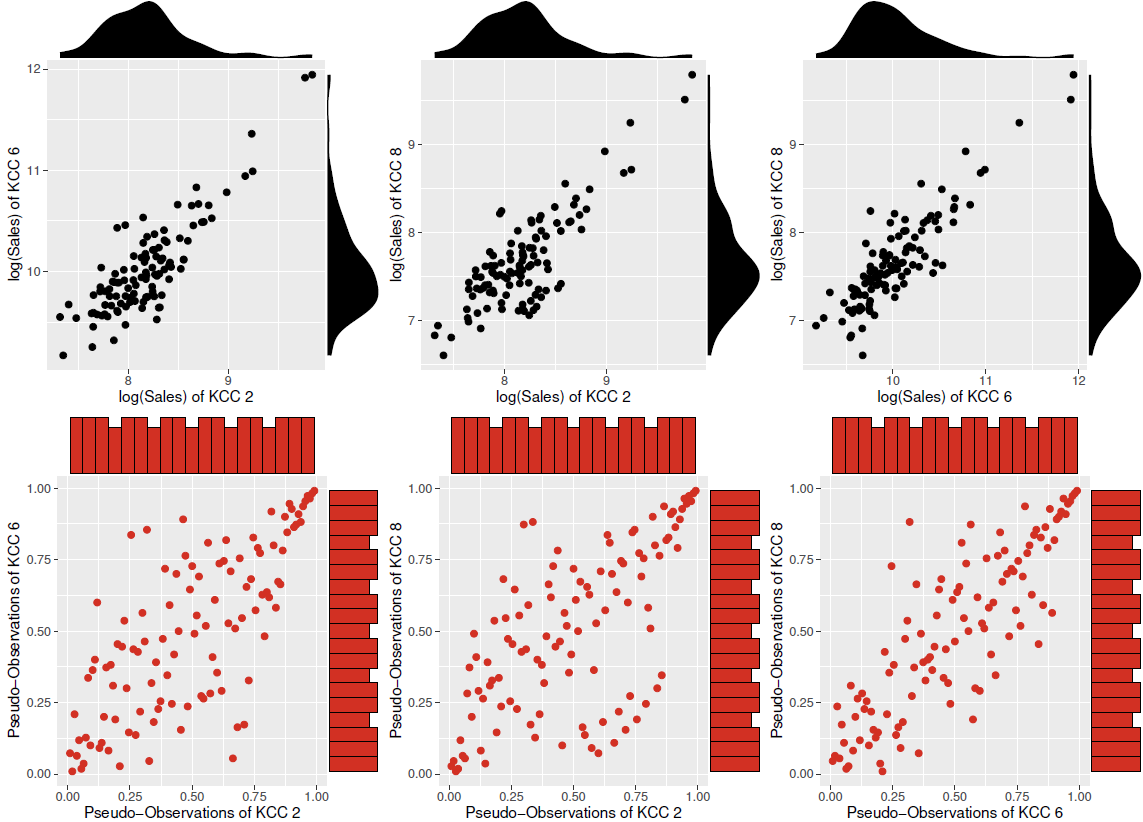 12
11
10
log(Sales) of KCC 6
8 9
log(Sales) of KCC 2
9
8
7
log(Sales) of KCC 8
8 9
log(Sales) of KCC 2
9
8
7
log(Sales) of KCC 8
10 11 12
log(Sales) of KCC 6
1.00
0.75
0.50
0.25
0.00
Pseudo−Observations of KCC 6
0.00 0.25 0.50 0.75 1.00
Pseudo−Observations of KCC 2
1.00
0.75
0.50
0.25
0.00
Pseudo−Observations of KCC 8
0.00 0.25 0.50 0.75 1.00
Pseudo−Observations of KCC 2
1.00
0.75
0.50
0.25
0.00
Pseudo−Observations of KCC 8
0.00 0.25 0.50 0.75 1.00
Pseudo−Observations of KCC 6